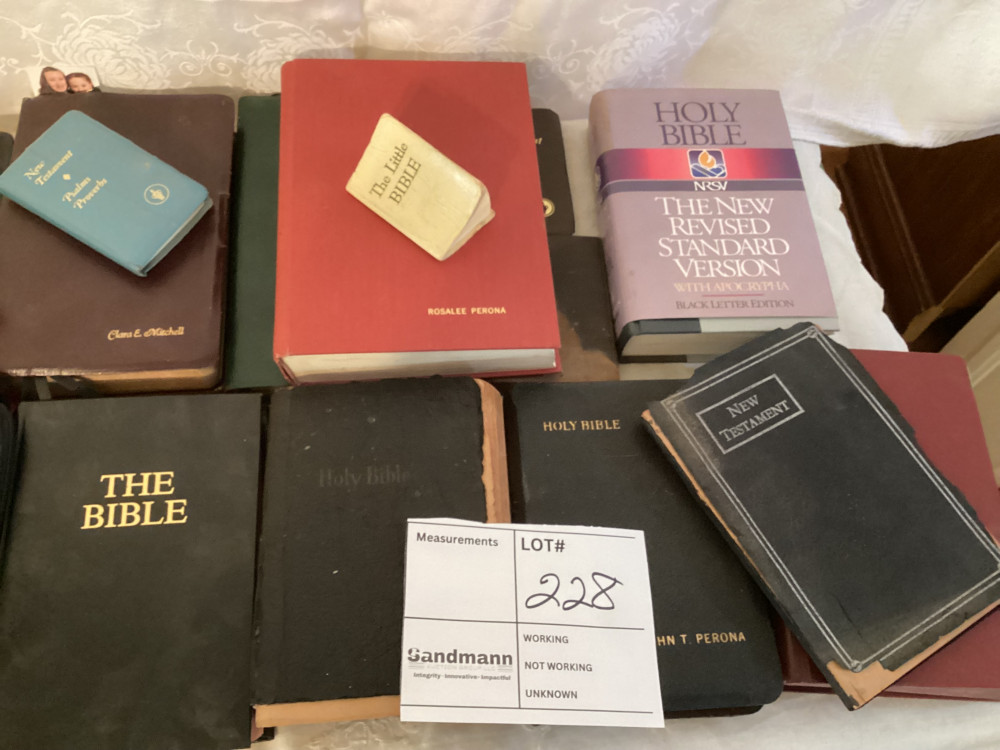 New
Testament
Psalms
Proverbs
Clara E. Mitchell
The Little
BIBLE
ROSALEE PERONA
HOLY
BIBLE
NRSV
THE NEW
REVISED
STANDARD
VERSION
WITH APOCRYPHA
BLACK LETTER EDITION
THE
BIBLE
Holy Bible
HOLY BIBLE
HN T. PERONA
NEW
TESTAMENT
Measurements
LOT#
228
Sandmann
Integrity · Innovative · Impactful
WORKING
NOT WORKING
UNKNOWN